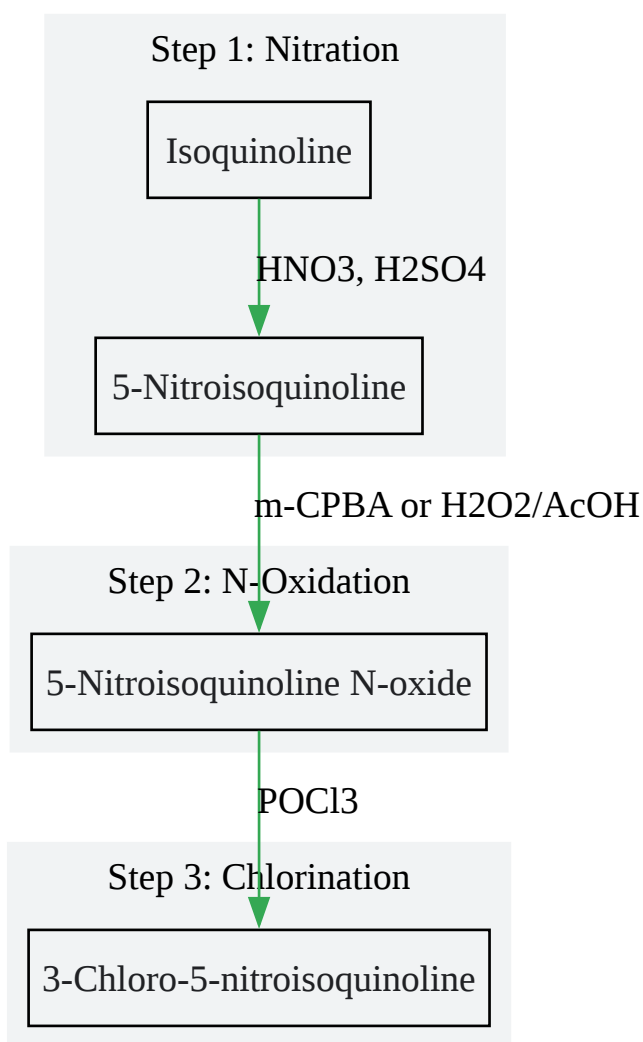 Step 1: Nitration
Isoquinoline
HNO3, H2SO4
5-Nitroisoquinoline
m-CPBA or H2O2/AcOH
Step 2: N-Oxidation
5-Nitroisoquinoline N-oxide
POCl3
Step 3: Chlorination
3-Chloro-5-nitroisoquinoline